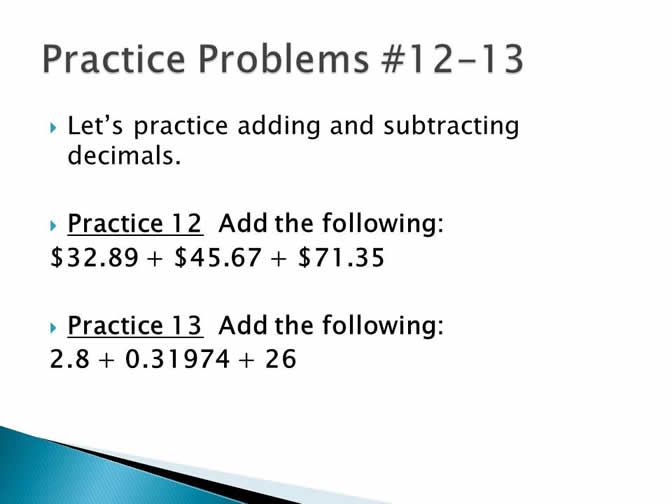 Practice Problems #12-13
Let's practice adding and subtracting
decimals.
Practice 12 Add the following:
$32.89 + $45.67 + $71.35
Practice 13 Add the following:
2.8 + 0.31974 + 26